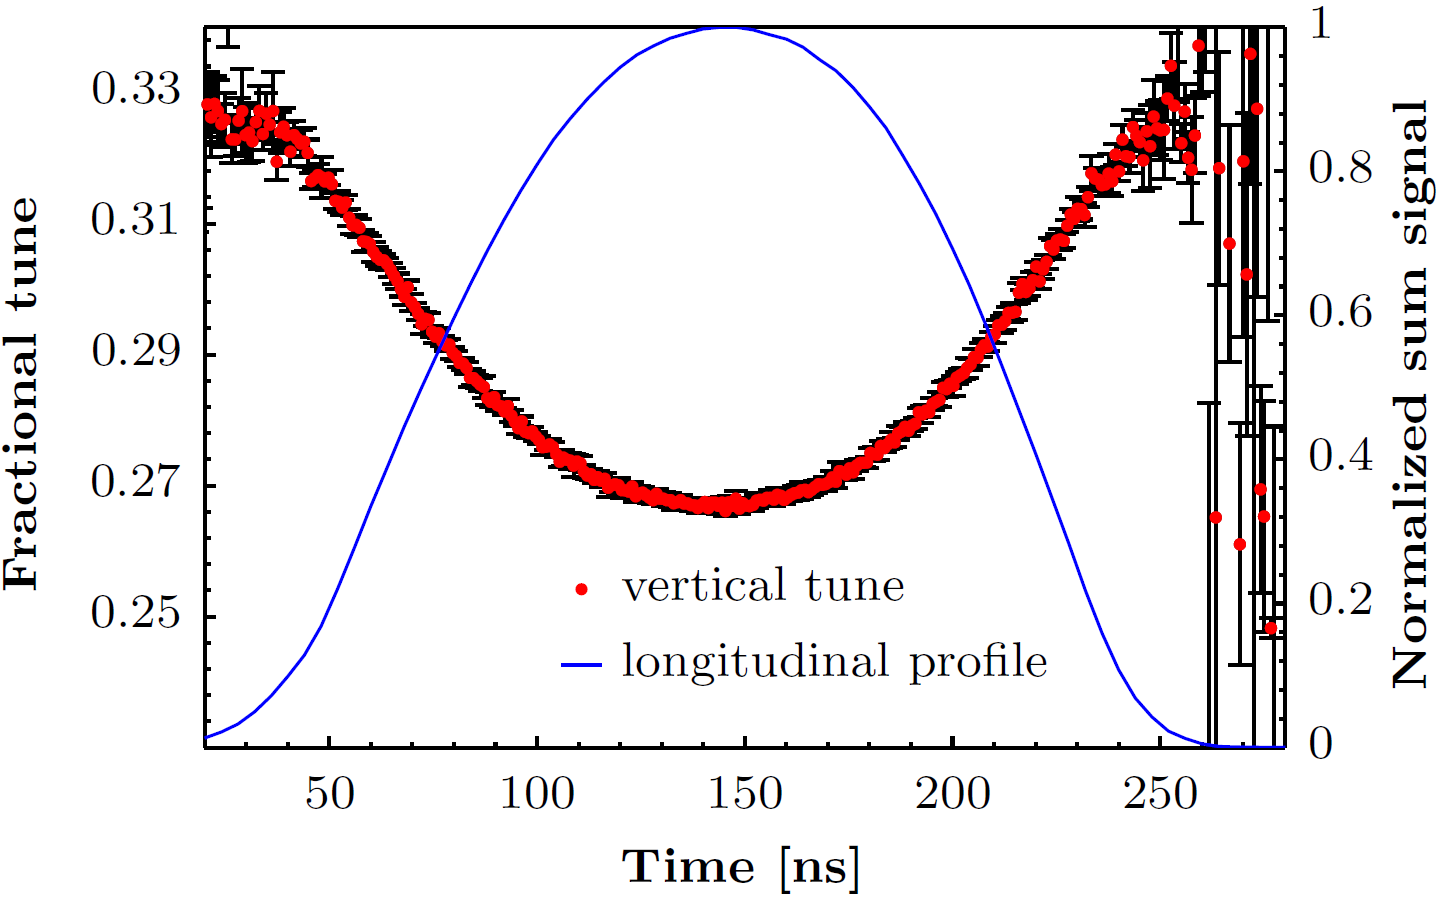 Fractional tune
0.33
0.31
0.29
0.27
0.25
1
0.8
0.6
0.4
0.2
0
Normalized sum signal
vertical tune
longitudinal profile
50 100 150 200 250
Time [ns]